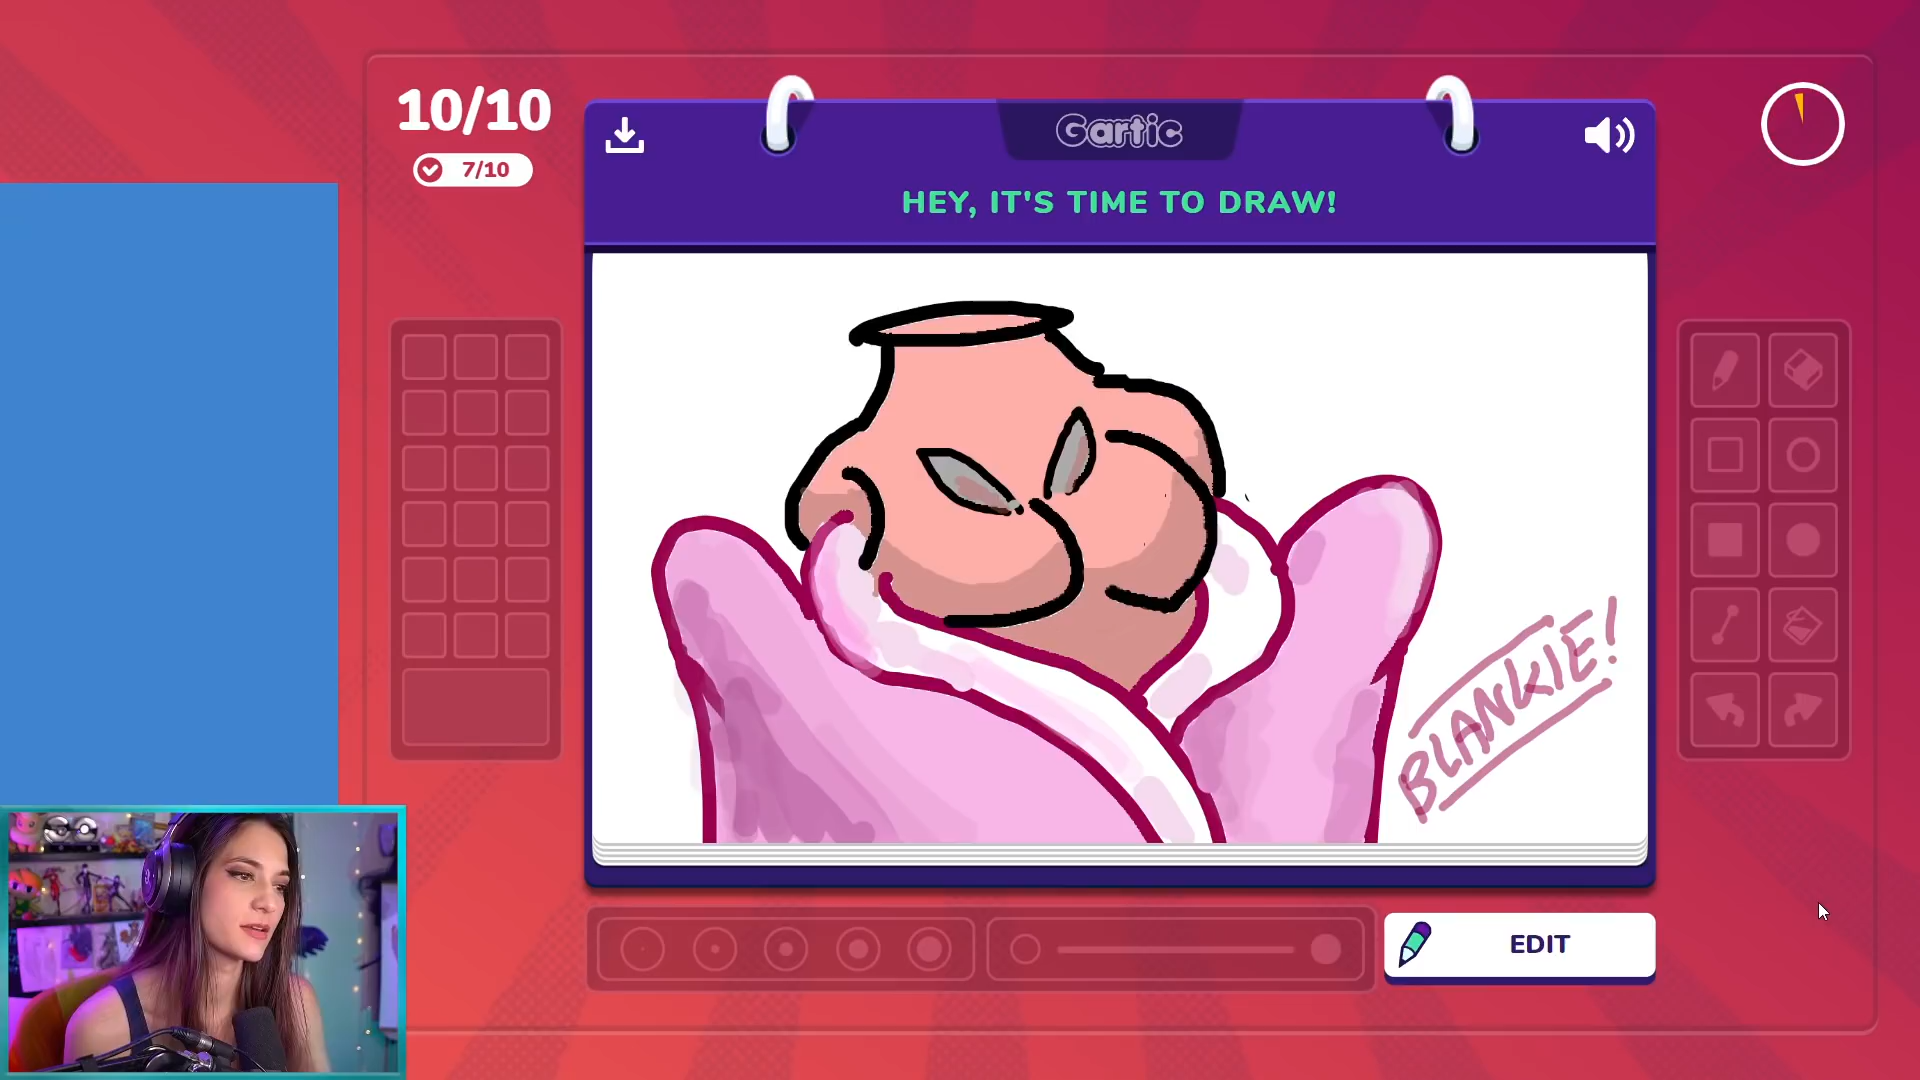 10/10
7/10
Gartic
HEY, IT'S TIME TO DRAW!
BLANKIE!
EDIT